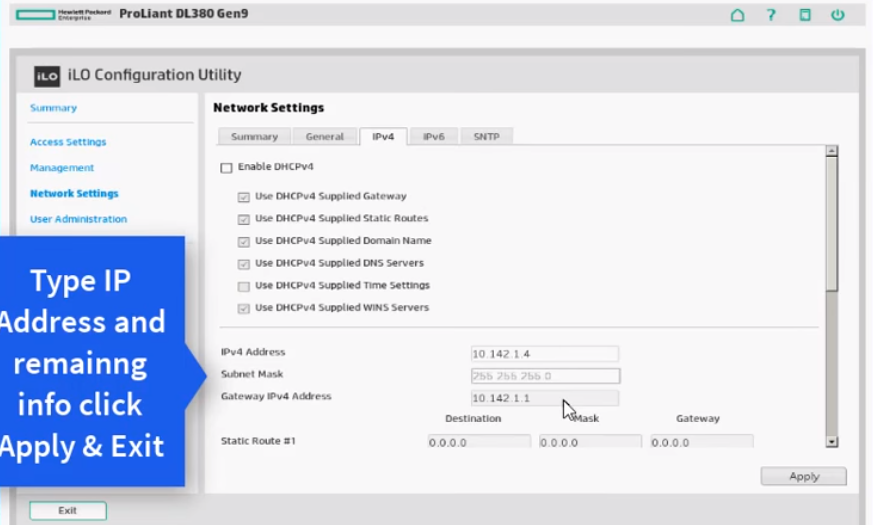 Hewlett Packard
Enterprise
ProLiant DL380 Gen9
?
iLO
iLO Configuration Utility
Summary
Access Settings
Management
Network Settings
User Administration
Type IP
Address and
remainng
info click
Apply & Exit
Exit
Network Settings
Summary General IPv4 IPv6 SNTP
Enable DHCPv4
Use DHCPv4 Supplied Gateway
Use DHCPv4 Supplied Static Routes
Use DHCPv4 Supplied Domain Name
Use DHCPv4 Supplied DNS Servers
Use DHCPv4 Supplied Time Settings
Use DHCPv4 Supplied WINS Servers
IPv4 Address 10.142.1.4
Subnet Mask 255 255 255 0
Gateway IPv4 Address 10.142.1.1
Destination Mask Gateway
Static Route #1 0.0.0.0 0.0.0.0 0.0.0.0
Apply